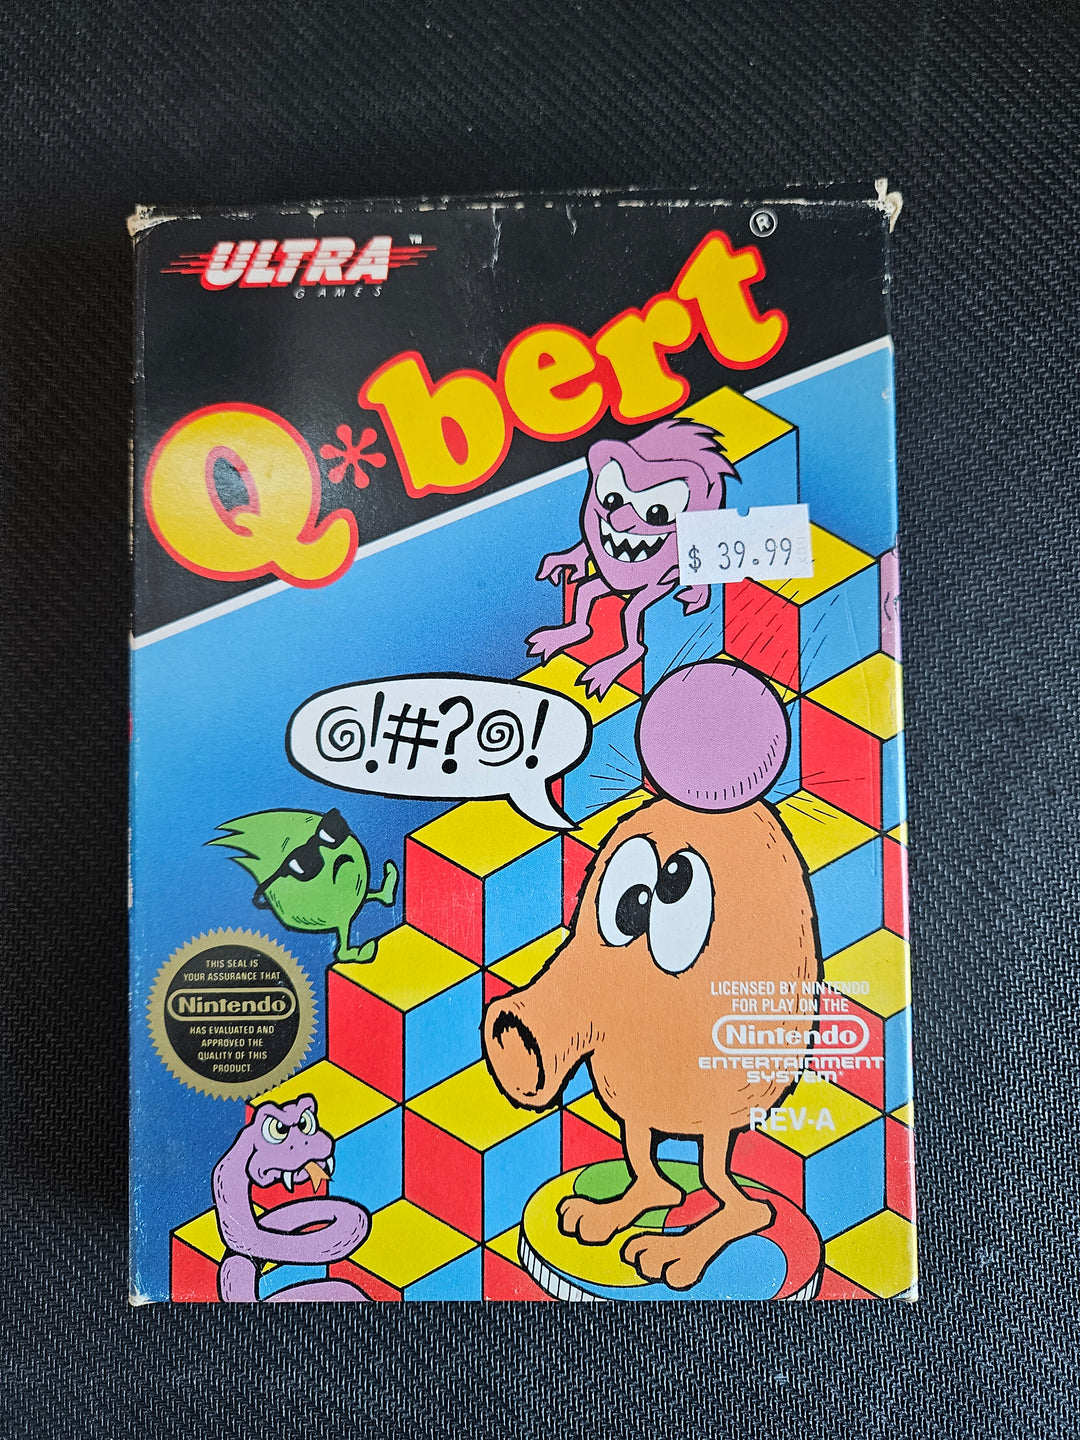 ULTRA™
GAMES
Q*bert®
$ 39.99
@!#?@!
THIS SEAL IS
YOUR ASSURANCE THAT
Nintendo®
HAS EVALUATED AND
APPROVED THE
QUALITY OF THIS
PRODUCT.
LICENSED BY NINTENDO
FOR PLAY ON THE
Nintendo
ENTERTAINMENT
SYSTEM®
REV-A